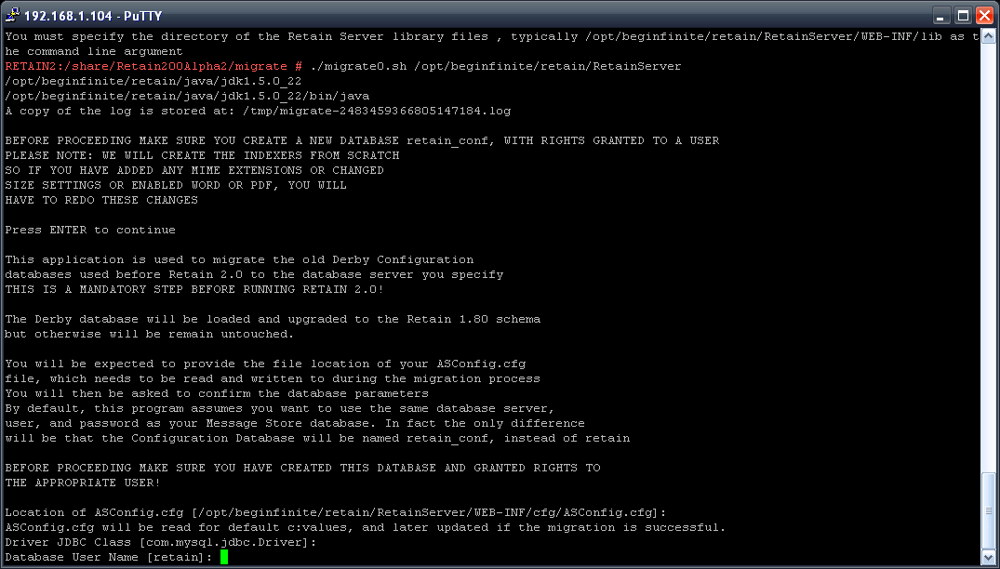 192.168.1.104 - PuTTY
You must specify the directory of the Retain Server library files , typically /opt/beginfinite/retain/RetainServer/WEB-INF/lib as t
he command line argument
RETAIN2:/share/Retain200Alpha2/migrate # ./migrate0.sh /opt/beginfinite/retain/RetainServer
/opt/beginfinite/retain/java/jdk1.5.0_22
/opt/beginfinite/retain/java/jdk1.5.0_22/bin/java
A copy of the log is stored at: /tmp/migrate-2483459366805147184.log
BEFORE PROCEEDING MAKE SURE YOU CREATE A NEW DATABASE retain_conf, WITH RIGHTS GRANTED TO A USER
PLEASE NOTE: WE WILL CREATE THE INDEXERS FROM SCRATCH
SO IF YOU HAVE ADDED ANY MIME EXTENSIONS OR CHANGED
SIZE SETTINGS OR ENABLED WORD OR PDF, YOU WILL
HAVE TO REDO THESE CHANGES
Press ENTER to continue
This application is used to migrate the old Derby Configuration
databases used before Retain 2.0 to the database server you specify
THIS IS A MANDATORY STEP BEFORE RUNNING RETAIN 2.0!
The Derby database will be loaded and upgraded to the Retain 1.80 schema
but otherwise will be remain untouched.
You will be expected to provide the file location of your ASConfig.cfg
file, which needs to be read and written to during the migration process
You will then be asked to confirm the database parameters
By default, this program assumes you want to use the same database server,
user, and password as your Message Store database. In fact the only difference
will be that the Configuration Database will be named retain_conf, instead of retain
BEFORE PROCEEDING MAKE SURE YOU HAVE CREATED THIS DATABASE AND GRANTED RIGHTS TO
THE APPROPRIATE USER!
Location of ASConfig.cfg [/opt/beginfinite/retain/RetainServer/WEB-INF/cfg/ASConfig.cfg]:
ASConfig.cfg will be read for default c:values, and later updated if the migration is successful.
Driver JDBC Class [com.mysql.jdbc.Driver]:
Database User Name [retain]: